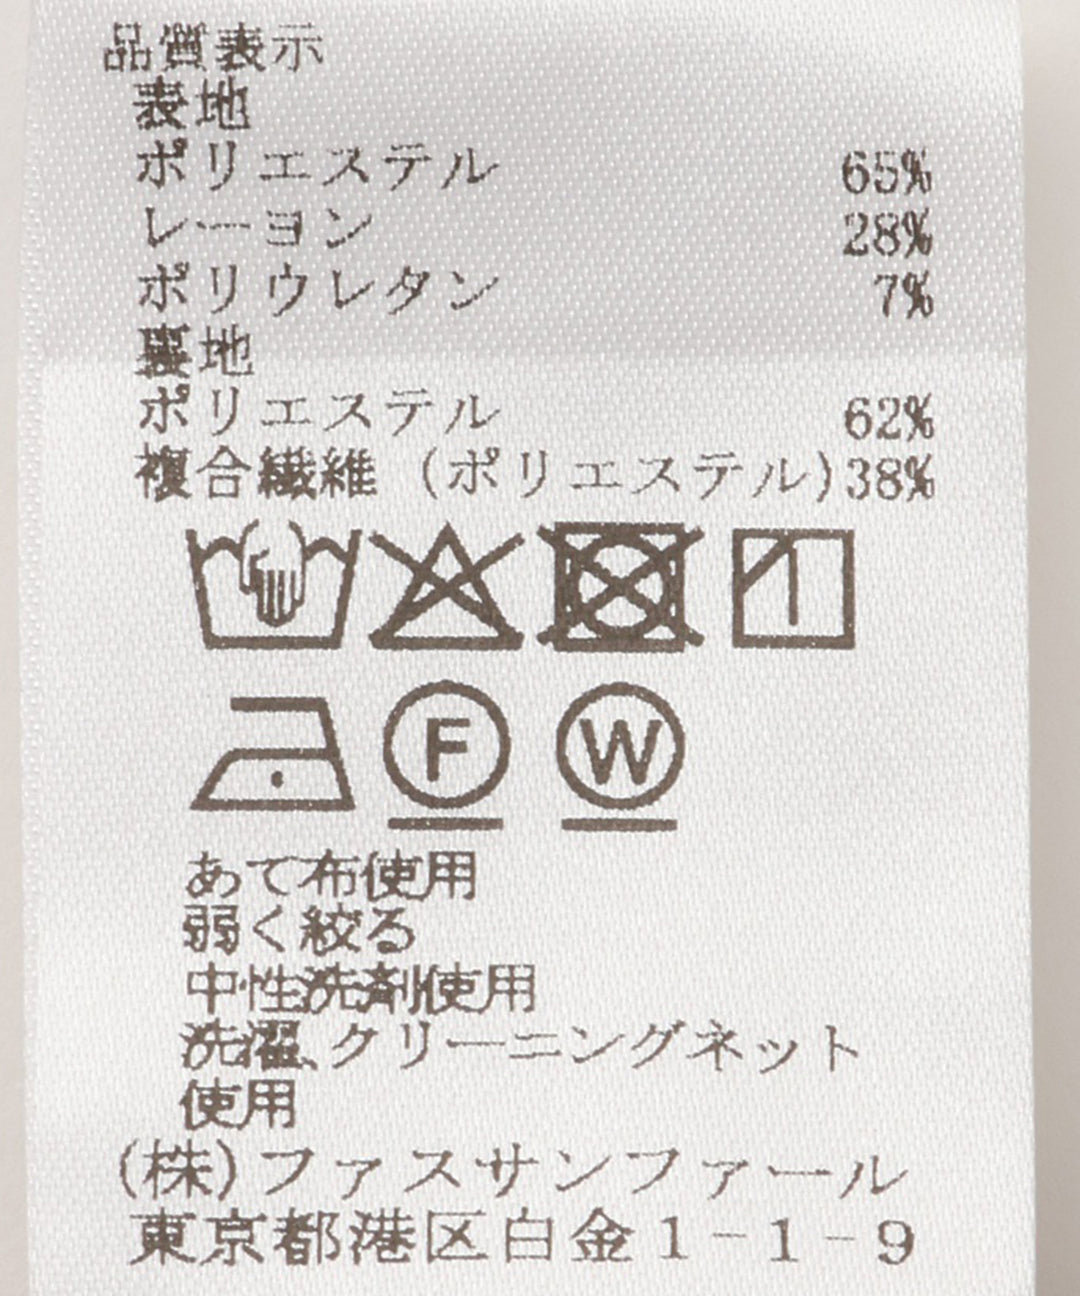 品質表示
表地
ポリエステル 65%
レーヨン 28%
ポリウレタン 7%
裏地
ポリエステル 62%
複合繊維(ポリエステル)38%
F W
あて布使用
弱く絞る
中性洗剤使用
洗濯、クリーニングネット
使用
(株)ファスサンファール
東京都港区白金1-1-9